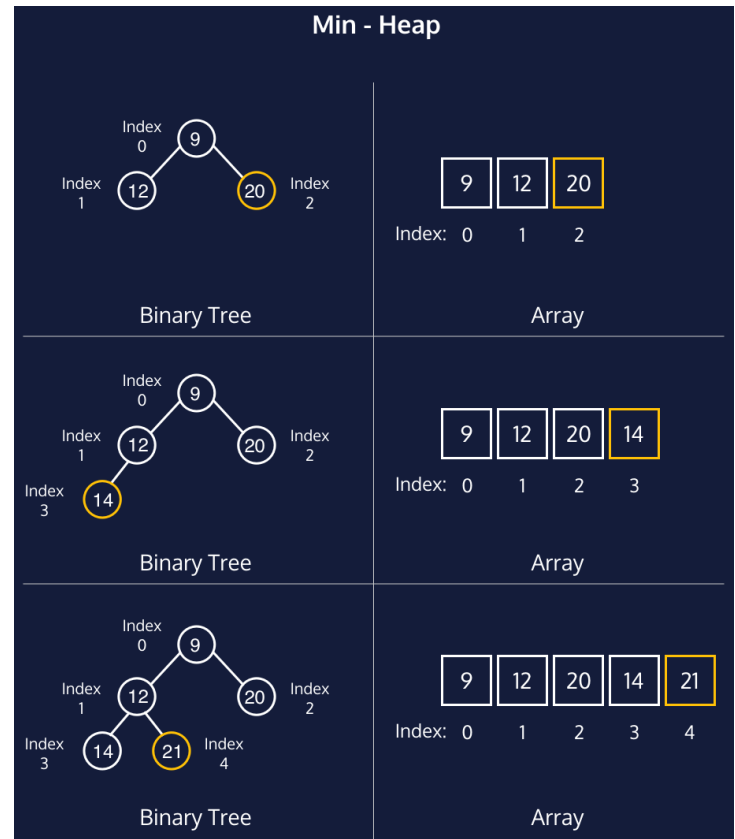 Min - Heap
Index
0
9
Index
1
12
20
Index
2
Binary Tree
9 12 20
Index: 0 1 2
Array
Index
0
9
Index
1
12
20
Index
2
Index
3
14
Binary Tree
9 12 20 14
Index: 0 1 2 3
Array
Index
0
9
Index
1
12
20
Index
2
Index
3
14
21
Index
4
Binary Tree
9 12 20 14 21
Index: 0 1 2 3 4
Array